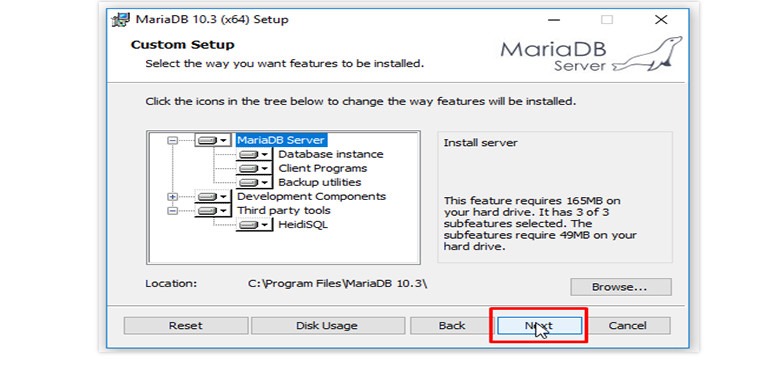 MariaDB 10.3 (x64) Setup
Custom Setup
Select the way you want features to be installed.
MariaDB
Server
Click the icons in the tree below to change the way features will be installed.
MariaDB Server
Database instance
Client Programs
Backup utilities
Development Components
Third party tools
HeidiSQL
Install server
This feature requires 165MB on
your hard drive. It has 3 of 3
subfeatures selected. The
subfeatures require 49MB on your
hard drive.
Location: C:\Program Files\MariaDB 10.3\
Browse...
Reset Disk Usage Back Next Cancel